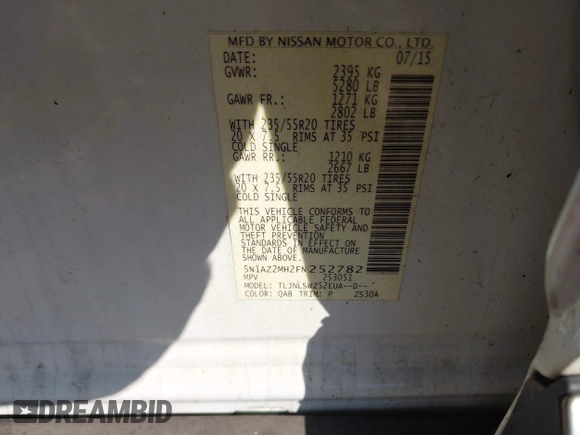 MFD BY NISSAN MOTOR CO., LTD.
DATE: 07/15
GVWR: 2395 KG
5280 LB
GAWR FR.: 1271 KG
2802 LB
WITH 235/55R20 TIRES
20 X 7.5 RIMS AT 35 PSI
COLD SINGLE
GAWR RR.: 1210 KG
2667 LB
WITH 235/55R20 TIRES
20 X 7.5 RIMS AT 35 PSI
COLD SINGLE
THIS VEHICLE CONFORMS TO
ALL APPLICABLE FEDERAL
MOTOR VEHICLE SAFETY AND
THEFT PREVENTION
STANDARDS IN EFFECT ON THE
DATE OF MANUFACTURE
SHOWN ABOVE.
5N1AZ2MH2FN252782
MPV 253051
MODEL: TLJNLSWZ52EUA--D--
COLOR: QAB TRIM: P ZS30A
DREAMBID